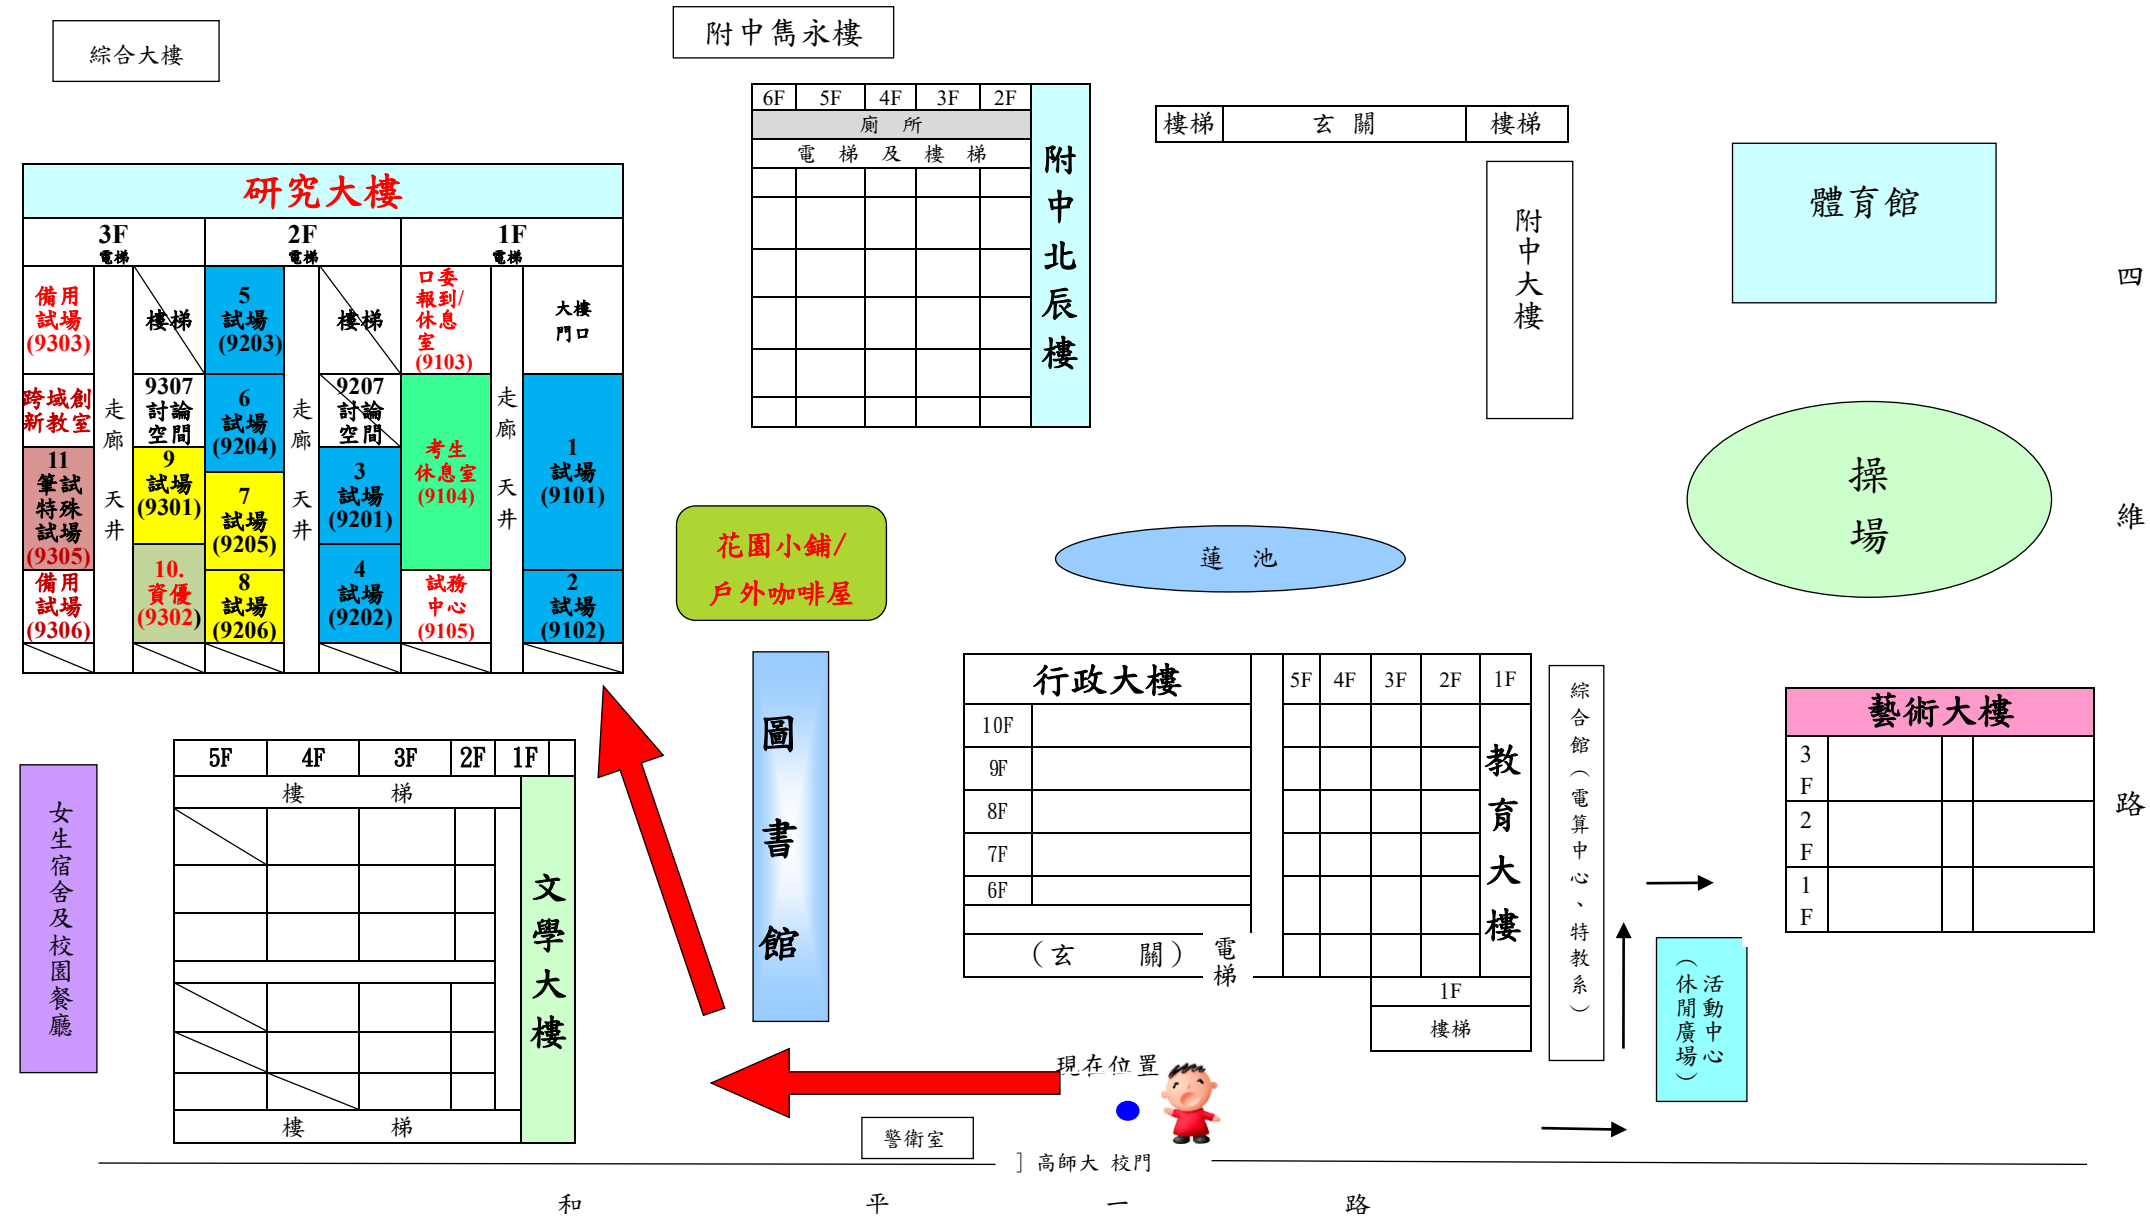 綜合大樓
附中雋永樓
6F 5F 4F 3F 2F
廁 所
電 梯 及 樓 梯
附中北辰樓
樓梯 玄關 樓梯
附中大樓
體育館
四
維
路
研究大樓
3F
電梯
2F
電梯
1F
電梯
備用
試場
(9303)
跨域創
新教室
11
筆試
特殊
試場
(9305)
備用
試場
(9306)
走廊 天井
樓梯
9307
討論
空間
9
試場
(9301)
10.
資優
(9302)
5
試場
(9203)
6
試場
(9204)
7
試場
(9205)
8
試場
(9206)
走廊 天井
樓梯
9207
討論
空間
3
試場
(9201)
4
試場
(9202)
口委
報到/
休息
室
(9103)
考生
休息室
(9104)
試務
中心
(9105)
走廊 天井
大樓
門口
1
試場
(9101)
2
試場
(9102)
花園小鋪/
戶外咖啡屋
蓮 池
操
場
圖書館
行政大樓
10F
9F
8F
7F
6F
(玄 關)
電梯
5F 4F 3F 2F 1F
教育大樓
1F
樓梯
綜合館(電算中心、特教系)
藝術大樓
3
F
2
F
1
F
活動中心
(休閒廣場)
女生宿舍及校園餐廳
5F 4F 3F 2F 1F
樓 梯
文學大樓
樓 梯
現在位置
警衛室
] 高師大 校門
和 平 一 路